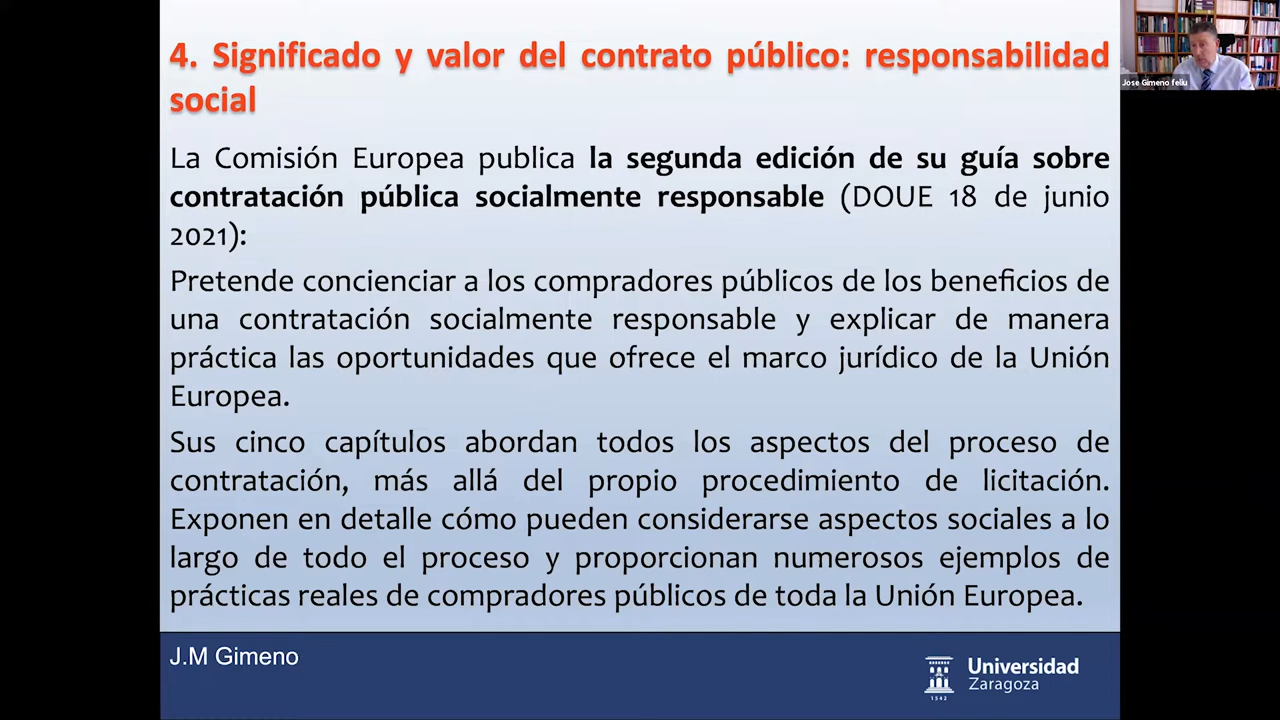 4. Significado y valor del contrato público: responsabilidad
social
La Comisión Europea publica la segunda edición de su guía sobre
contratación pública socialmente responsable (DOUE 18 de junio
2021):
Pretende concienciar a los compradores públicos de los beneficios de
una contratación socialmente responsable y explicar de manera
práctica las oportunidades que ofrece el marco jurídico de la Unión
Europea.
Sus cinco capítulos abordan todos los aspectos del proceso de
contratación, más allá del propio procedimiento de licitación.
Exponen en detalle cómo pueden considerarse aspectos sociales a lo
largo de todo el proceso y proporcionan numerosos ejemplos de
prácticas reales de compradores públicos de toda la Unión Europea.
J.M Gimeno
Universidad
Zaragoza
1542
Jose Gimeno feliu